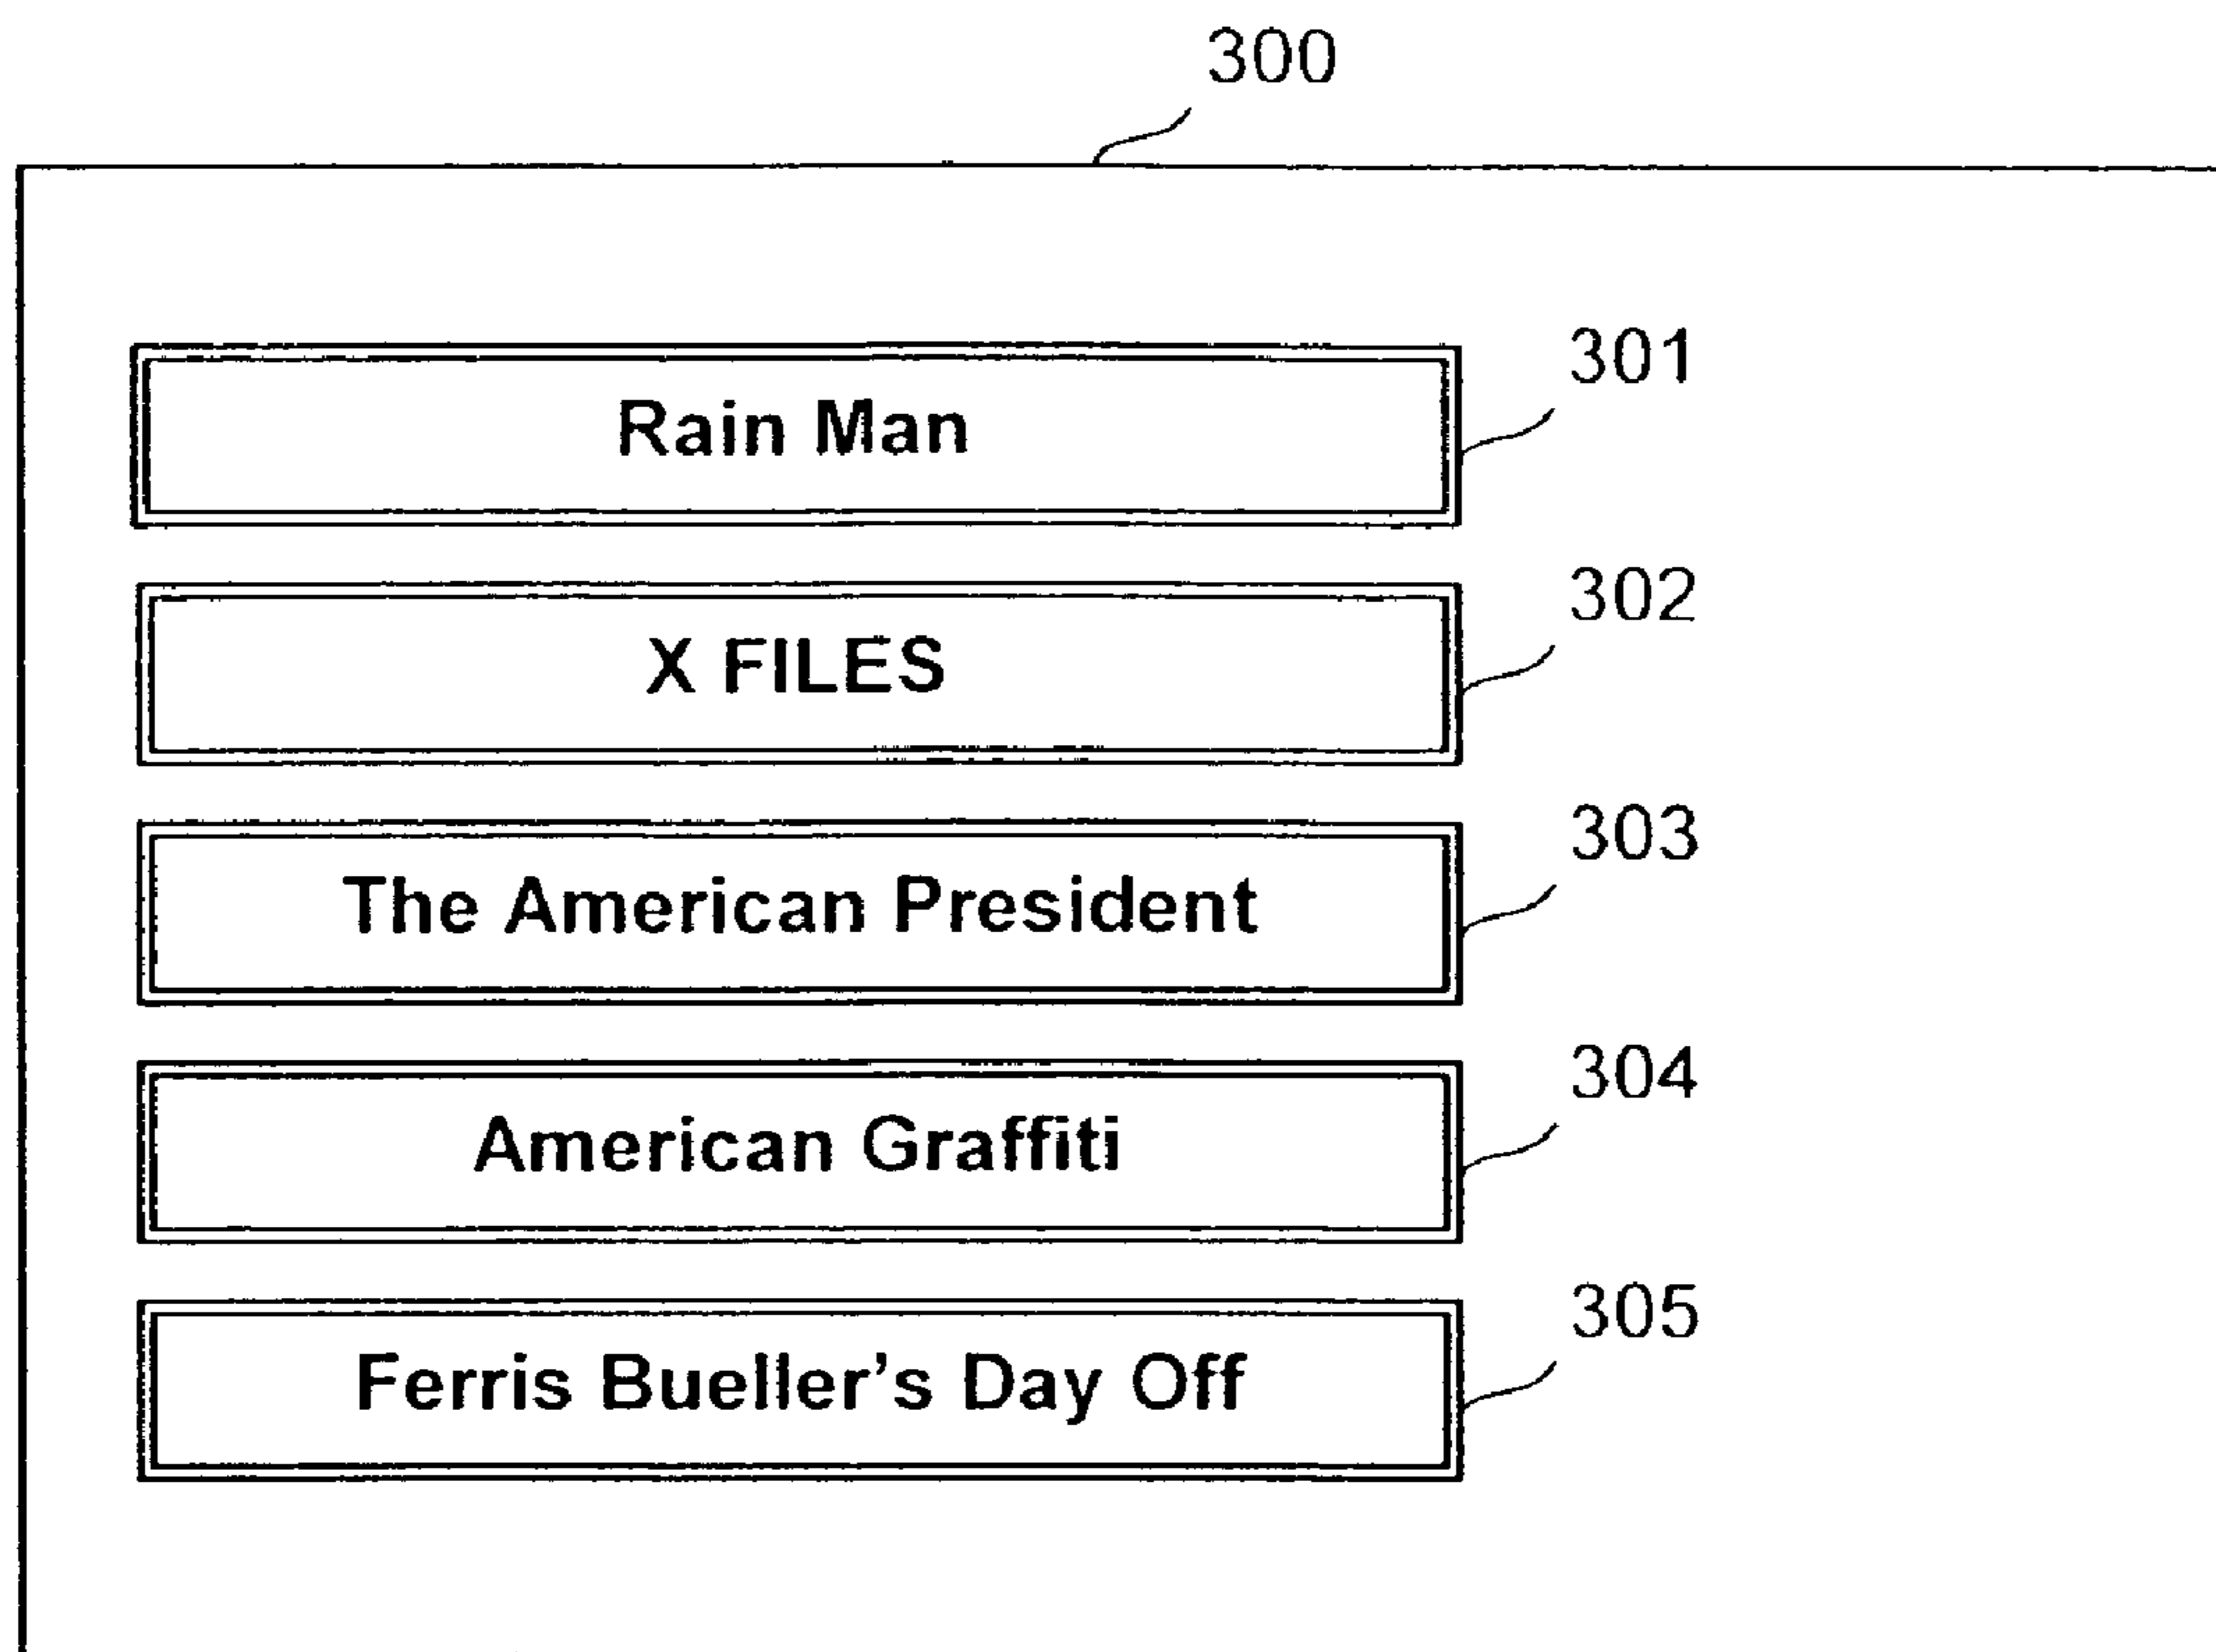 300
Rain Man 301
X FILES 302
The American President 303
American Graffiti 304
Ferris Bueller’s Day Off 305